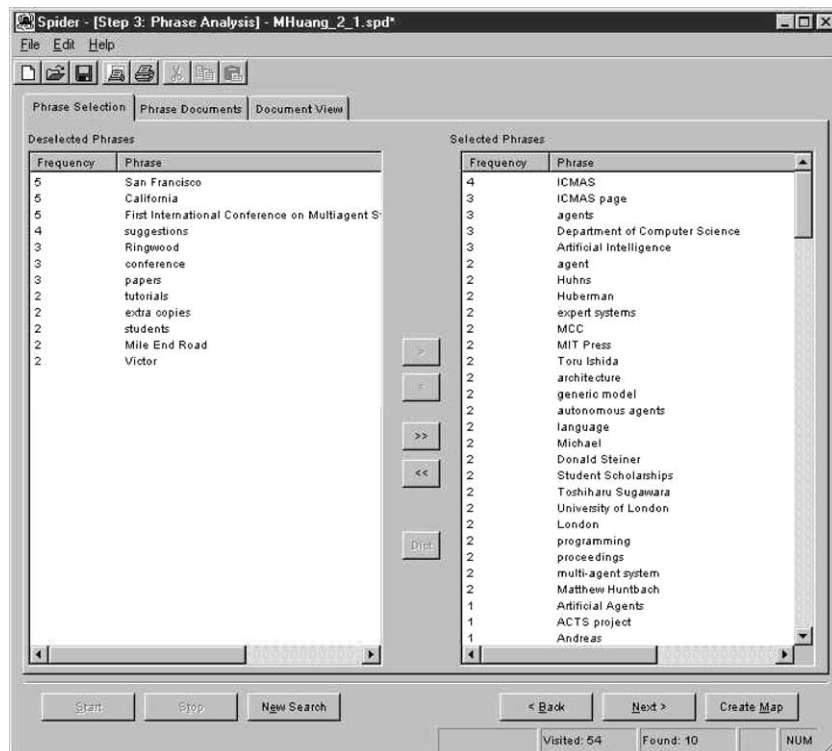 Spider - [Step 3: Phrase Analysis] - MHuang_2_1.spd*
File Edit Help
Phrase Selection Phrase Documents Document View
Deselected Phrases
Frequency Phrase
5 San Francisco
5 California
5 First International Conference on Multiagent S
4 suggestions
3 Ringwood
3 conference
3 papers
2 tutorials
2 extra copies
2 students
2 Mile End Road
2 Victor
>
<
>>
<<
Dict
Selected Phrases
Frequency Phrase
4 ICMAS
3 ICMAS page
3 agents
3 Department of Computer Science
3 Artificial Intelligence
2 agent
2 Huhns
2 Huberman
2 expert systems
2 MCC
2 MIT Press
2 Toru Ishida
2 architecture
2 generic model
2 autonomous agents
2 language
2 Michael
2 Donald Steiner
2 Student Scholarships
2 Toshiharu Sugawara
2 University of London
2 London
2 programming
2 proceedings
2 multi-agent system
2 Matthew Huntbach
1 Artificial Agents
1 ACTS project
1 Andreas
Start Stop New Search < Back Next > Create Map
Visited: 54 Found: 10 NUM